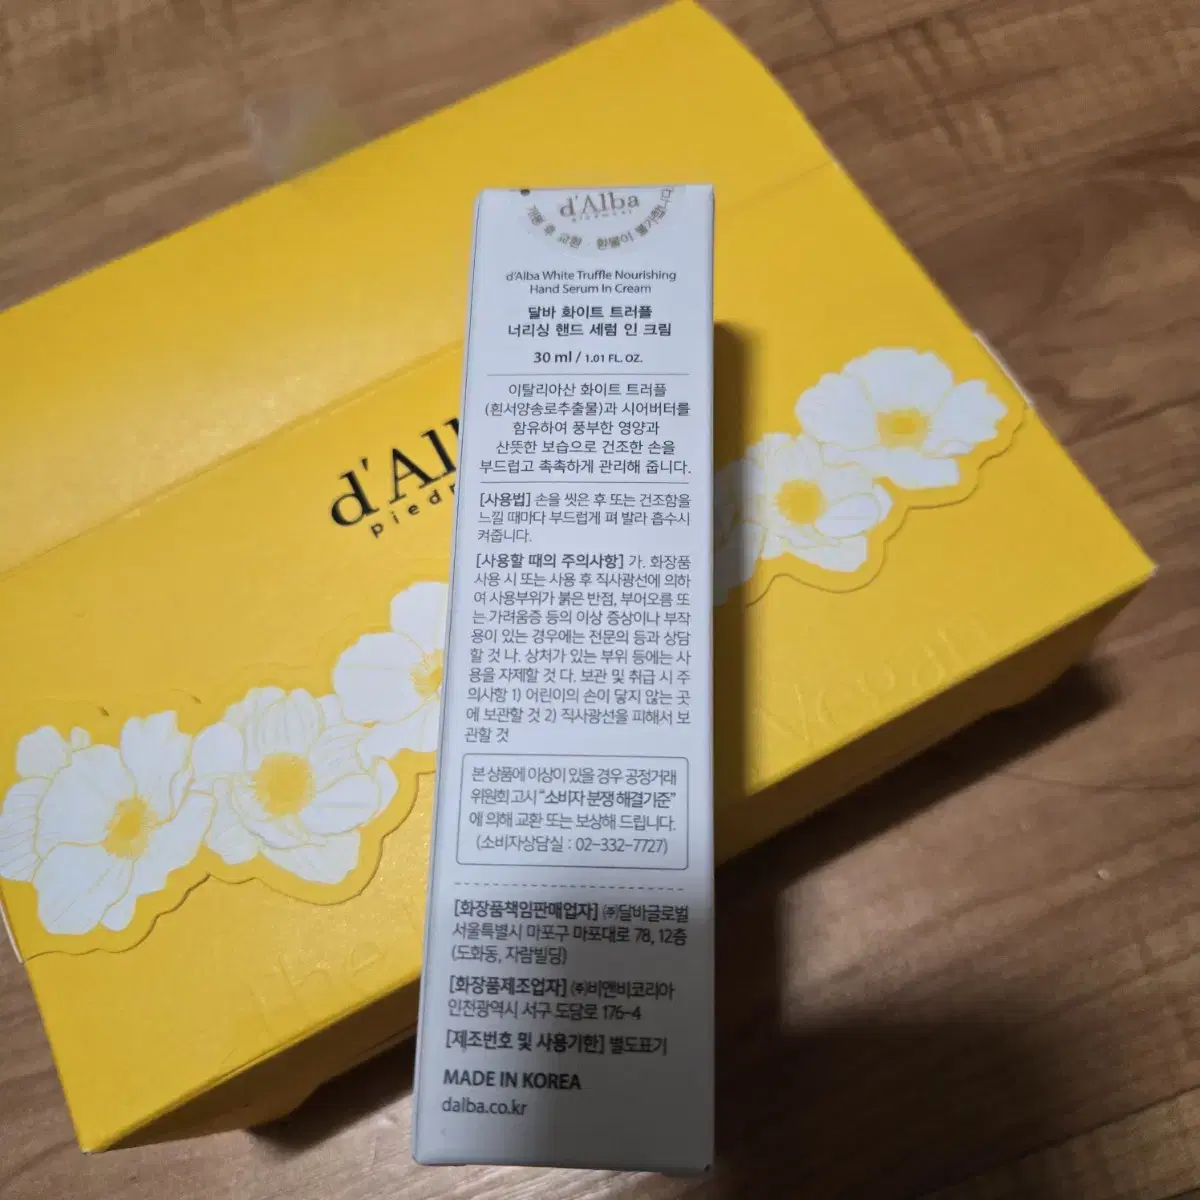 d'Alba
개봉 후 교환 · 환불이 불가합니다
d'Alba White Truffle Nourishing
Hand Serum In Cream
달바 화이트 트러플
너리싱 핸드 세럼 인 크림
30 ml / 1.01 FL. OZ.
이탈리아산 화이트 트러플
(흰서양송로추출물)과 시어버터를
함유하여 풍부한 영양과
산뜻한 보습으로 건조한 손을
부드럽고 촉촉하게 관리해 줍니다.
[사용법] 손을 씻은 후 또는 건조함을
느낄 때마다 부드럽게 펴 발라 흡수시
켜줍니다.
[사용할 때의 주의사항] 가. 화장품
사용 시 또는 사용 후 직사광선에 의하
여 사용부위가 붉은 반점, 부어오름 또
는 가려움증 등의 이상 증상이나 부작
용이 있는 경우에는 전문의 등과 상담
할 것 나. 상처가 있는 부위 등에는 사
용을 자제할 것 다. 보관 및 취급 시 주
의사항 1) 어린이의 손이 닿지 않는 곳
에 보관할 것 2) 직사광선을 피해서 보
관할 것
본 상품에 이상이 있을 경우 공정거래
위원회 고시 "소비자 분쟁 해결기준"
에 의해 교환 또는 보상해 드립니다.
(소비자상담실 : 02-332-7727)
[화장품책임판매업자] ㈜달바글로벌
서울특별시 마포구 마포대로 78, 12층
(도화동, 자람빌딩)
[화장품제조업자] ㈜비앤비코리아
인천광역시 서구 도담로 176-4
[제조번호 및 사용기한] 별도표기
MADE IN KOREA
dalba.co.kr
d'Al
pied
The